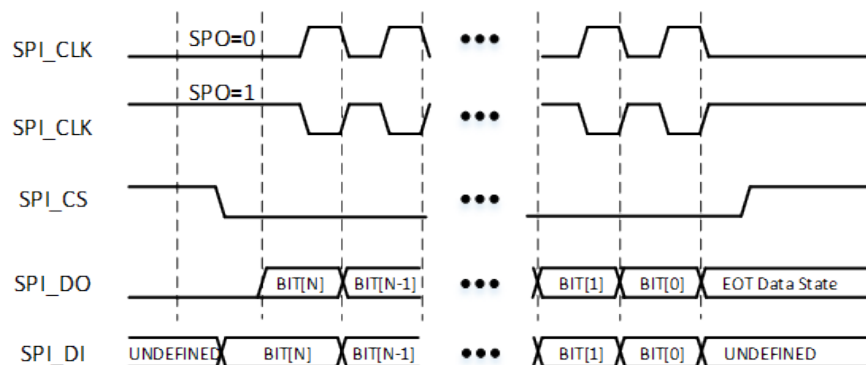 SPI_CLK SPO=0
SPO=1
SPI_CLK
SPI_CS
SPI_DO BIT[N] BIT[N-1] BIT[1] BIT[0] EOT Data State
SPI_DI UNDEFINED BIT[N] BIT[N-1] BIT[1] BIT[0] UNDEFINED